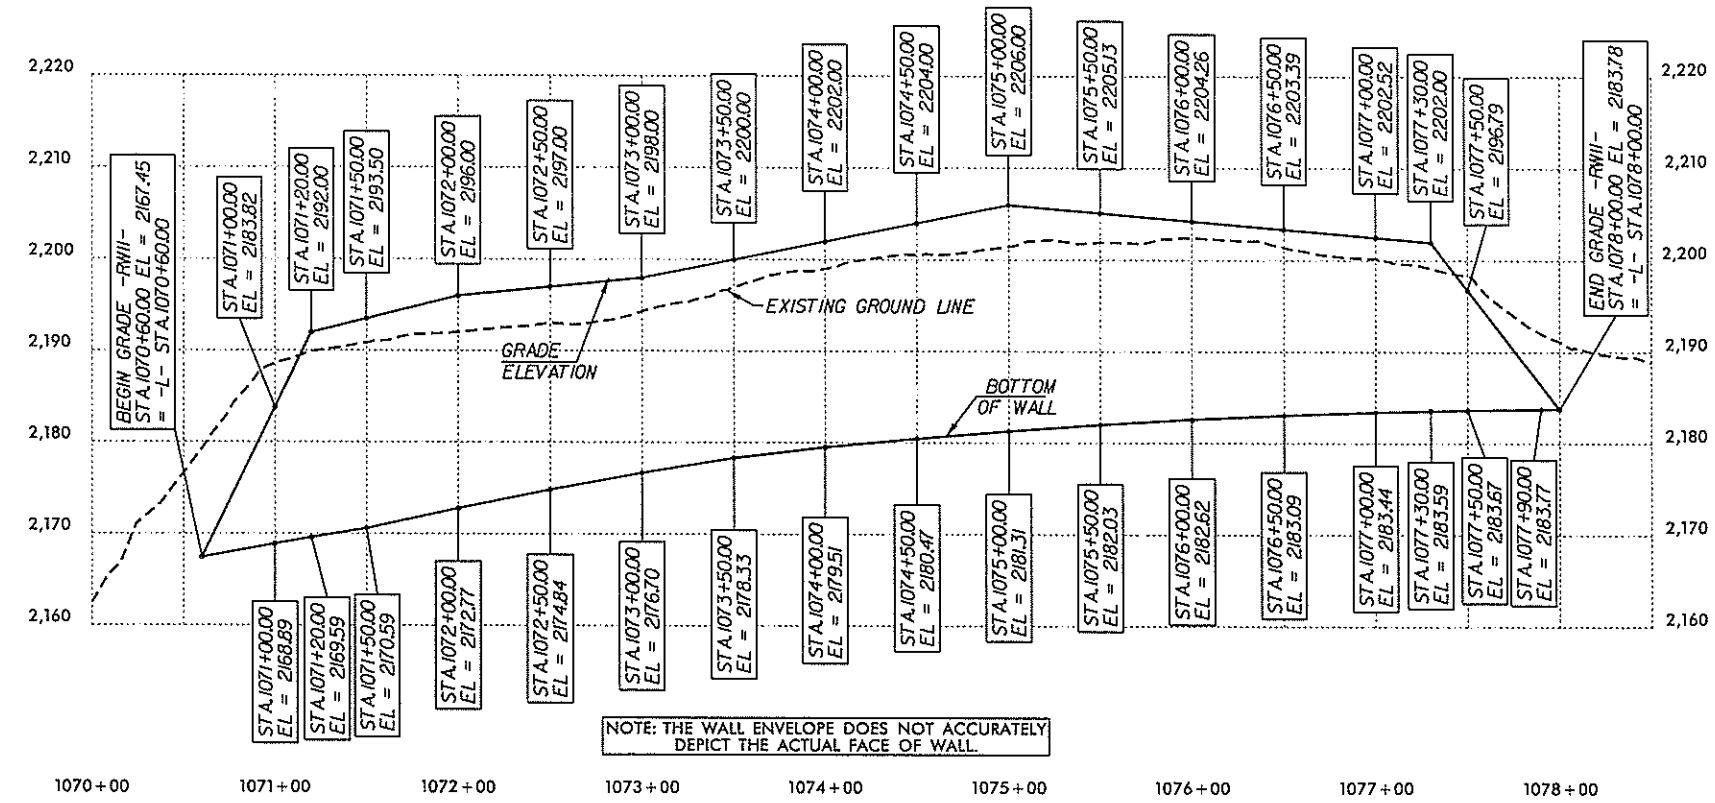 2,220
2,210
2,200
2,190
2,180
2,170
2,160
BEGIN GRADE -RW11-
STA.1070+60.00 EL = 2167.45
= -L- STA.1070+60.00
STA.1071+00.00
EL = 2183.82
STA.1071+20.00
EL = 2192.00
STA.1071+50.00
EL = 2193.50
STA.1072+00.00
EL = 2196.00
STA.1072+50.00
EL = 2197.00
STA.1073+00.00
EL = 2198.00
STA.1073+50.00
EL = 2200.00
STA.1074+00.00
EL = 2202.00
STA.1074+50.00
EL = 2204.00
STA.1075+00.00
EL = 2206.00
STA.1075+50.00
EL = 2205.13
STA.1076+00.00
EL = 2204.26
STA.1076+50.00
EL = 2203.39
STA.1077+00.00
EL = 2202.52
STA.1077+30.00
EL = 2202.00
STA.1077+50.00
EL = 2196.79
END GRADE -RW11-
STA.1078+00.00 EL = 2183.78
= -L- STA.1078+00.00
2,220
2,210
2,200
2,190
2,180
2,170
2,160
EXISTING GROUND LINE
GRADE
ELEVATION
BOTTOM
OF WALL
STA.1071+00.00
EL = 2168.89
STA.1071+20.00
EL = 2169.59
STA.1071+50.00
EL = 2170.59
STA.1072+00.00
EL = 2172.77
STA.1072+50.00
EL = 2174.84
STA.1073+00.00
EL = 2176.70
STA.1073+50.00
EL = 2178.33
STA.1074+00.00
EL = 2179.51
STA.1074+50.00
EL = 2180.47
STA.1075+00.00
EL = 2181.31
STA.1075+50.00
EL = 2182.03
STA.1076+00.00
EL = 2182.62
STA.1076+50.00
EL = 2183.09
STA.1077+00.00
EL = 2183.44
STA.1077+30.00
EL = 2183.59
STA.1077+50.00
EL = 2183.67
STA.1077+90.00
EL = 2183.77
NOTE: THE WALL ENVELOPE DOES NOT ACCURATELY
DEPICT THE ACTUAL FACE OF WALL.
1070+00
1071+00
1072+00
1073+00
1074+00
1075+00
1076+00
1077+00
1078+00